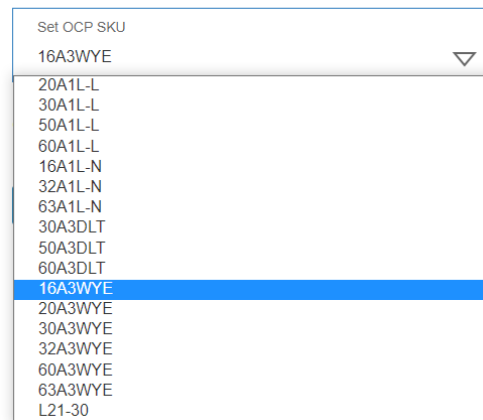 Set OCP SKU
16A3WYE
20A1L-L
30A1L-L
50A1L-L
60A1L-L
16A1L-N
32A1L-N
63A1L-N
30A3DLT
50A3DLT
60A3DLT
16A3WYE
20A3WYE
30A3WYE
32A3WYE
60A3WYE
63A3WYE
L21-30